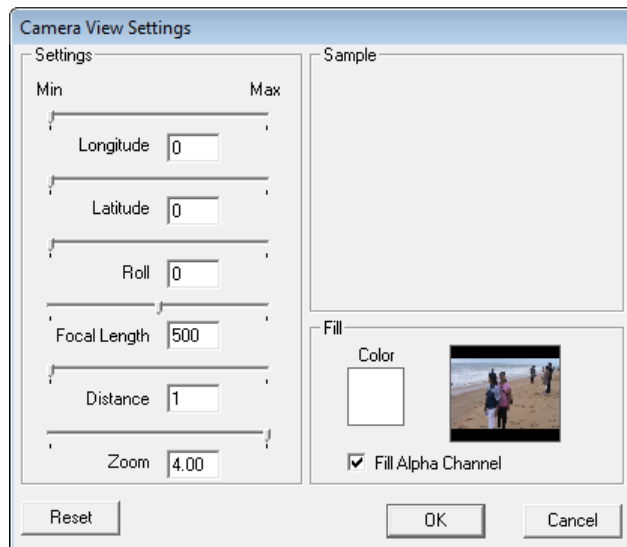 Camera View Settings
Settings
Min Max
Longitude 0
Latitude 0
Roll 0
Focal Length 500
Distance 1
Zoom 4.00
Reset
Sample
Fill
Color
Fill Alpha Channel
OK Cancel